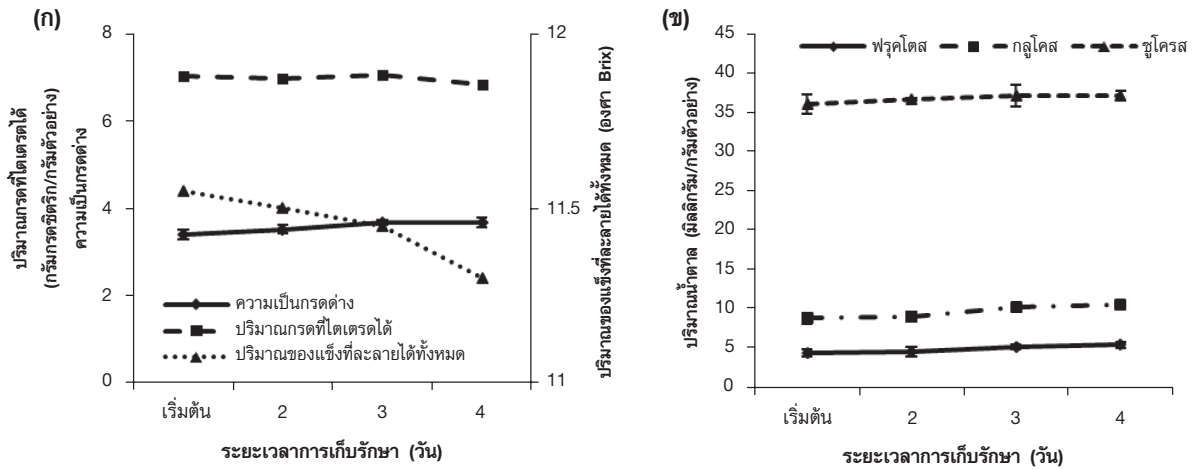 (ก)
8
6
4
2
0
ปริมาณกรดที่ไตเตรตได้
(กรัมกรดซิตริก/กรัมตัวอย่าง)
ความเป็นกรดด่าง
12
11.5
11
ปริมาณของแข็งที่ละลายได้ทั้งหมด (องศา Brix)
ความเป็นกรดด่าง
ปริมาณกรดที่ไตเตรดได้
ปริมาณของแข็งที่ละลายได้ทั้งหมด
เริ่มต้น 2 3 4
ระยะเวลาการเก็บรักษา (วัน)
(ข)
45
40
35
30
25
20
15
10
5
0
ปริมาณน้ำตาล (มิลลิกรัม/กรัมตัวอย่าง)
ฟรุคโตส กลูโคส ซูโครส
เริ่มต้น 2 3 4
ระยะเวลาการเก็บรักษา (วัน)